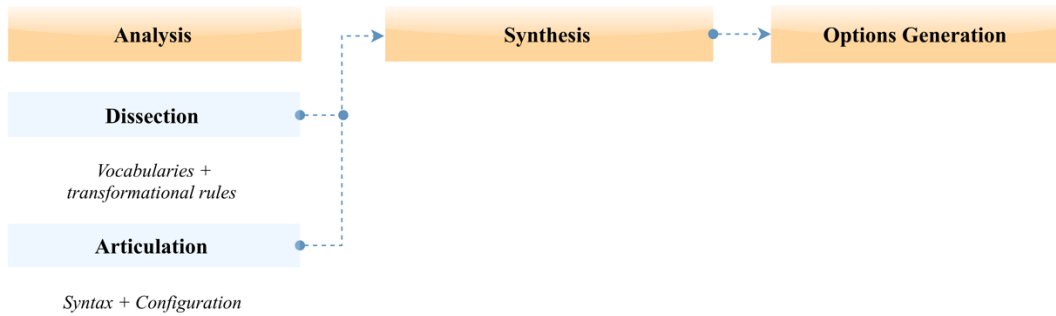 Analysis
Synthesis
Options Generation
Dissection
Vocabularies +
transformational rules
Articulation
Syntax + Configuration